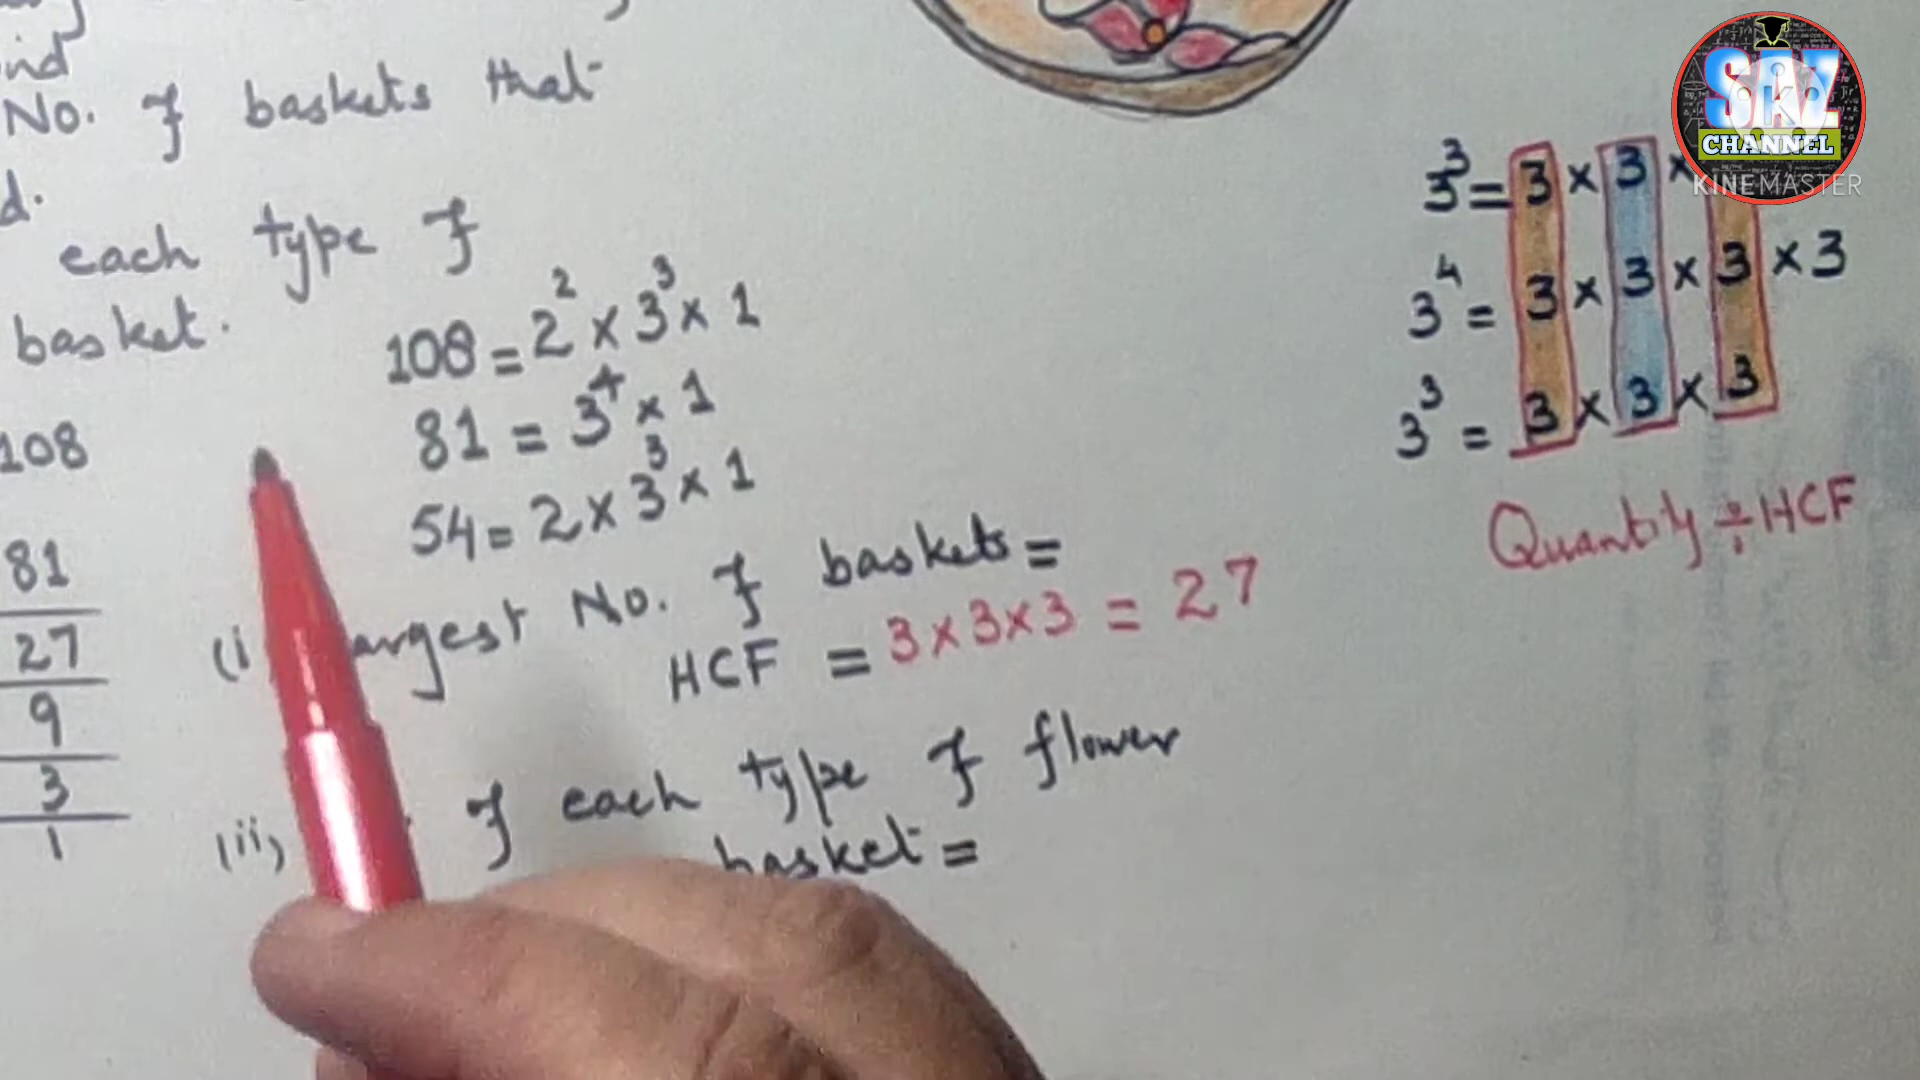 No. of baskets that
d.
each type of
basket.
108 = 2² × 3³ × 1
81 = 3⁴ × 1
54 = 2 × 3³ × 1
108
81
27
9
3
1
(i) Largest No. of baskets =
HCF = 3×3×3 = 27
(ii) of each type of flower
basket =
3³ = 3 × 3 ×
3⁴ = 3 × 3 × 3 × 3
3³ = 3 × 3 × 3
Quantity ÷ HCF
SKZ
CHANNEL
KINEMASTER